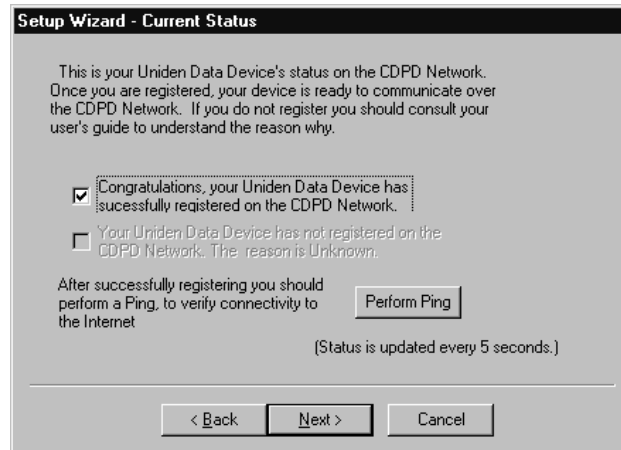 Setup Wizard - Current Status
This is your Uniden Data Device's status on the CDPD Network.
Once you are registered, your device is ready to communicate over
the CDPD Network.  If you do not register you should consult your
user's guide to understand the reason why.
Congratulations, your Uniden Data Device has
sucessfully registered on the CDPD Network.
Your Uniden Data Device has not registered on the
CDPD Network. The  reason is Unknown.
After successfully registering you should
perform a Ping, to verify connectivity to
the Internet
Perform Ping
(Status is updated every 5 seconds.)
< Back
Next >
Cancel